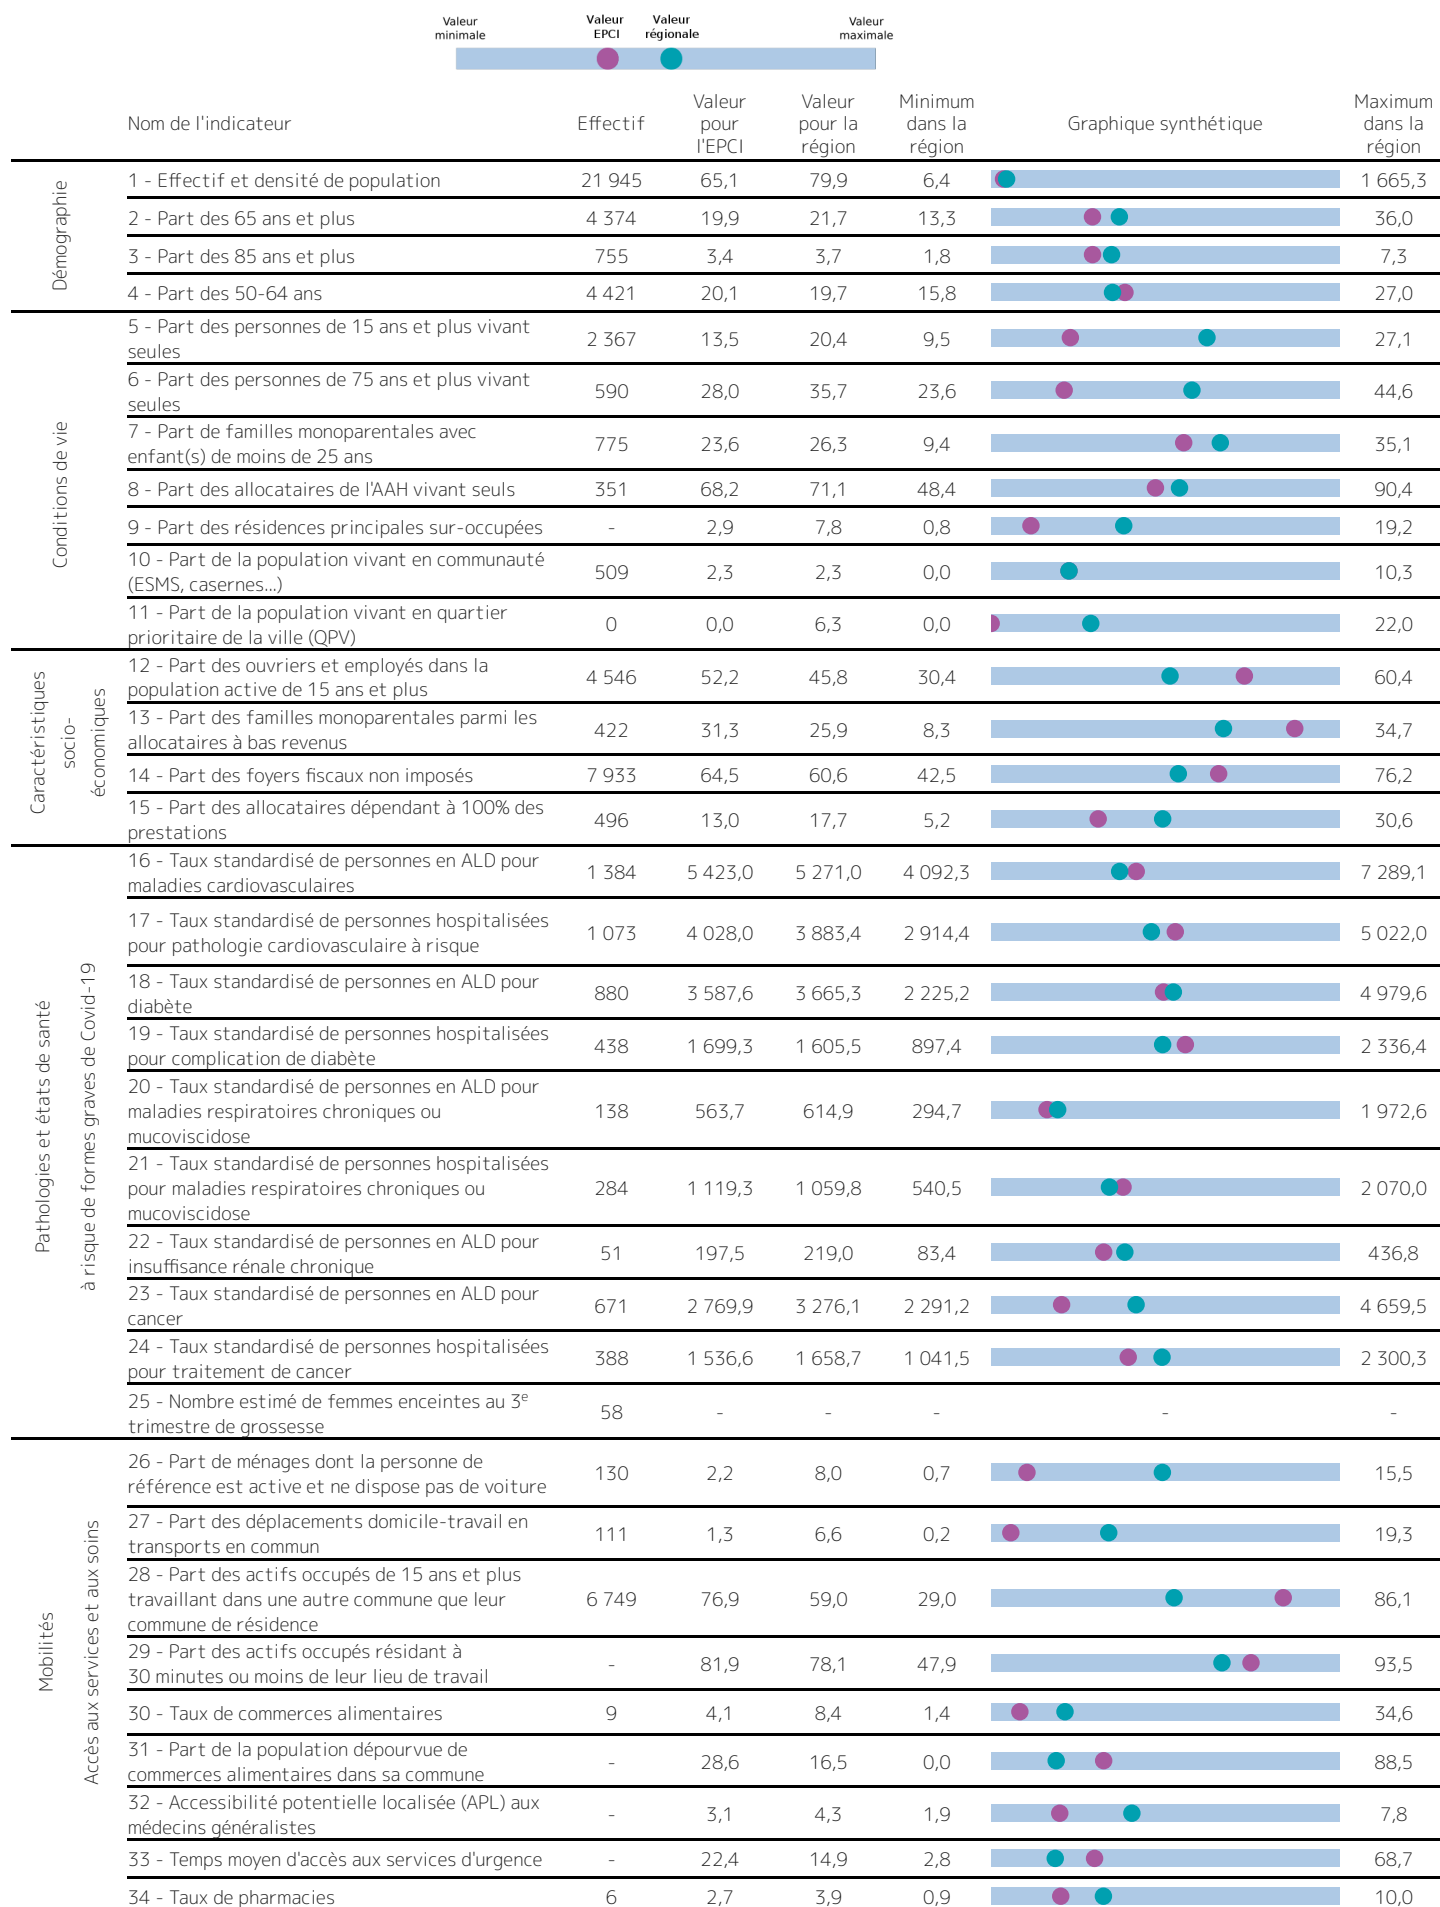 Valeur minimale
Valeur EPCI
Valeur régionale
Valeur maximale
Nom de l'indicateur
Effectif
Valeur pour l'EPCI
Valeur pour la région
Minimum dans la région
Graphique synthétique
Maximum dans la région
Démographie
1 - Effectif et densité de population 21 945 65,1 79,9 6,4 1 665,3
2 - Part des 65 ans et plus 4 374 19,9 21,7 13,3 36,0
3 - Part des 85 ans et plus 755 3,4 3,7 1,8 7,3
4 - Part des 50-64 ans 4 421 20,1 19,7 15,8 27,0
Conditions de vie
5 - Part des personnes de 15 ans et plus vivant
seules 2 367 13,5 20,4 9,5 27,1
6 - Part des personnes de 75 ans et plus vivant
seules 590 28,0 35,7 23,6 44,6
7 - Part de familles monoparentales avec
enfant(s) de moins de 25 ans 775 23,6 26,3 9,4 35,1
8 - Part des allocataires de l'AAH vivant seuls 351 68,2 71,1 48,4 90,4
9 - Part des résidences principales sur-occupées - 2,9 7,8 0,8 19,2
10 - Part de la population vivant en communauté
(ESMS, casernes...) 509 2,3 2,3 0,0 10,3
11 - Part de la population vivant en quartier
prioritaire de la ville (QPV) 0 0,0 6,3 0,0 22,0
Caractéristiques
socio-
économiques
12 - Part des ouvriers et employés dans la
population active de 15 ans et plus 4 546 52,2 45,8 30,4 60,4
13 - Part des familles monoparentales parmi les
allocataires à bas revenus 422 31,3 25,9 8,3 34,7
14 - Part des foyers fiscaux non imposés 7 933 64,5 60,6 42,5 76,2
15 - Part des allocataires dépendant à 100% des
prestations 496 13,0 17,7 5,2 30,6
Pathologies et états de santé
à risque de formes graves de Covid-19
16 - Taux standardisé de personnes en ALD pour
maladies cardiovasculaires 1 384 5 423,0 5 271,0 4 092,3 7 289,1
17 - Taux standardisé de personnes hospitalisées
pour pathologie cardiovasculaire à risque 1 073 4 028,0 3 883,4 2 914,4 5 022,0
18 - Taux standardisé de personnes en ALD pour
diabète 880 3 587,6 3 665,3 2 225,2 4 979,6
19 - Taux standardisé de personnes hospitalisées
pour complication de diabète 438 1 699,3 1 605,5 897,4 2 336,4
20 - Taux standardisé de personnes en ALD pour
maladies respiratoires chroniques ou
mucoviscidose 138 563,7 614,9 294,7 1 972,6
21 - Taux standardisé de personnes hospitalisées
pour maladies respiratoires chroniques ou
mucoviscidose 284 1 119,3 1 059,8 540,5 2 070,0
22 - Taux standardisé de personnes en ALD pour
insuffisance rénale chronique 51 197,5 219,0 83,4 436,8
23 - Taux standardisé de personnes en ALD pour
cancer 671 2 769,9 3 276,1 2 291,2 4 659,5
24 - Taux standardisé de personnes hospitalisées
pour traitement de cancer 388 1 536,6 1 658,7 1 041,5 2 300,3
25 - Nombre estimé de femmes enceintes au 3e
trimestre de grossesse 58 - - - - -
Mobilités
Accès aux services et aux soins
26 - Part de ménages dont la personne de
référence est active et ne dispose pas de voiture 130 2,2 8,0 0,7 15,5
27 - Part des déplacements domicile-travail en
transports en commun 111 1,3 6,6 0,2 19,3
28 - Part des actifs occupés de 15 ans et plus
travaillant dans une autre commune que leur
commune de résidence 6 749 76,9 59,0 29,0 86,1
29 - Part des actifs occupés résidant à
30 minutes ou moins de leur lieu de travail - 81,9 78,1 47,9 93,5
30 - Taux de commerces alimentaires 9 4,1 8,4 1,4 34,6
31 - Part de la population dépourvue de
commerces alimentaires dans sa commune - 28,6 16,5 0,0 88,5
32 - Accessibilité potentielle localisée (APL) aux
médecins généralistes - 3,1 4,3 1,9 7,8
33 - Temps moyen d'accès aux services d'urgence - 22,4 14,9 2,8 68,7
34 - Taux de pharmacies 6 2,7 3,9 0,9 10,0